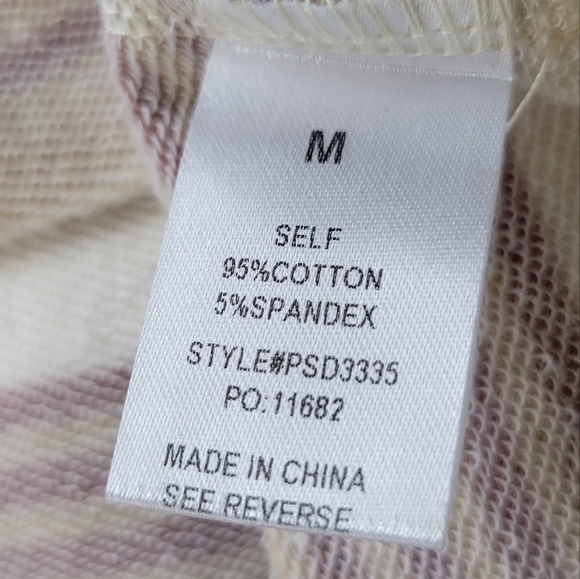 M
SELF
95%COTTON
5%SPANDEX
STYLE#PSD3335
PO:11682
MADE IN CHINA
SEE REVERSE